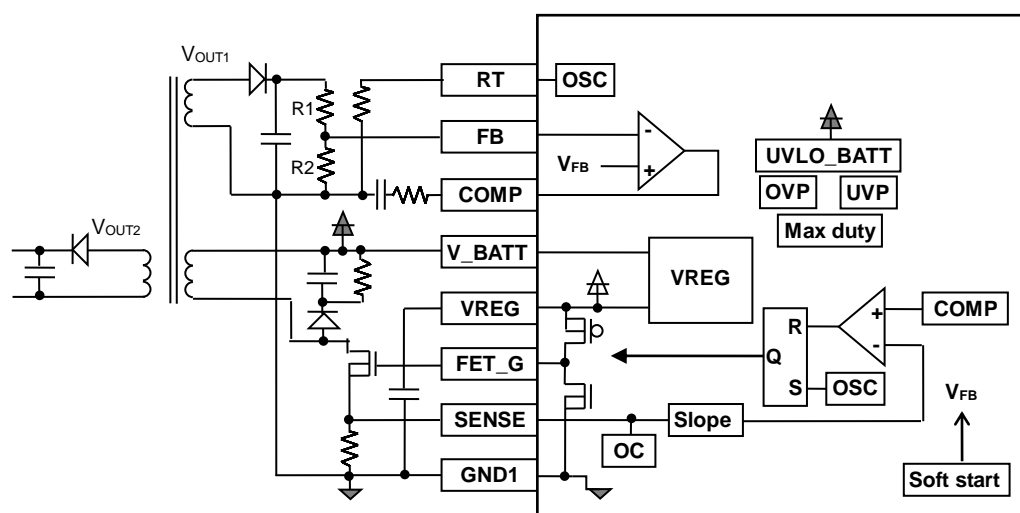 VOUT1
R1
R2
VOUT2
RT
FB
COMP
V_BATT
VREG
FET_G
SENSE
GND1
OSC
VFB
-
+
UVLO_BATT
OVP
UVP
Max duty
VREG
COMP
+
-
R
Q
S
OSC
OC
Slope
VFB
Soft start